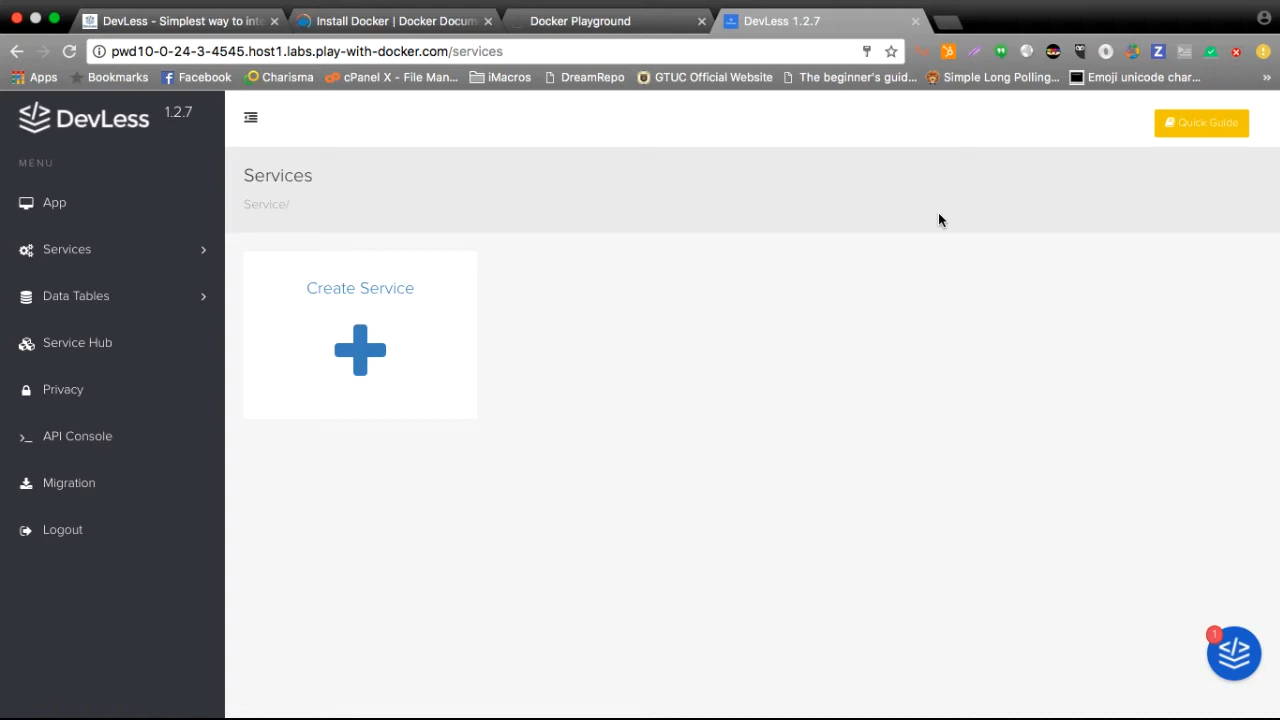 DevLess - Simplest way to inte
Install Docker | Docker Docum
Docker Playground
DevLess 1.2.7
pwd10-0-24-3-4545.host1.labs.play-with-docker.com/services
Apps
Bookmarks
Facebook
Charisma
cPanel X - File Man...
iMacros
DreamRepo
GTUC Official Website
The beginner's guid...
Simple Long Polling...
Emoji unicode char...
»
DevLess 1.2.7
Quick Guide
MENU
App
Services
Data Tables
Service Hub
Privacy
API Console
Migration
Logout
Services
Service/
Create Service
1